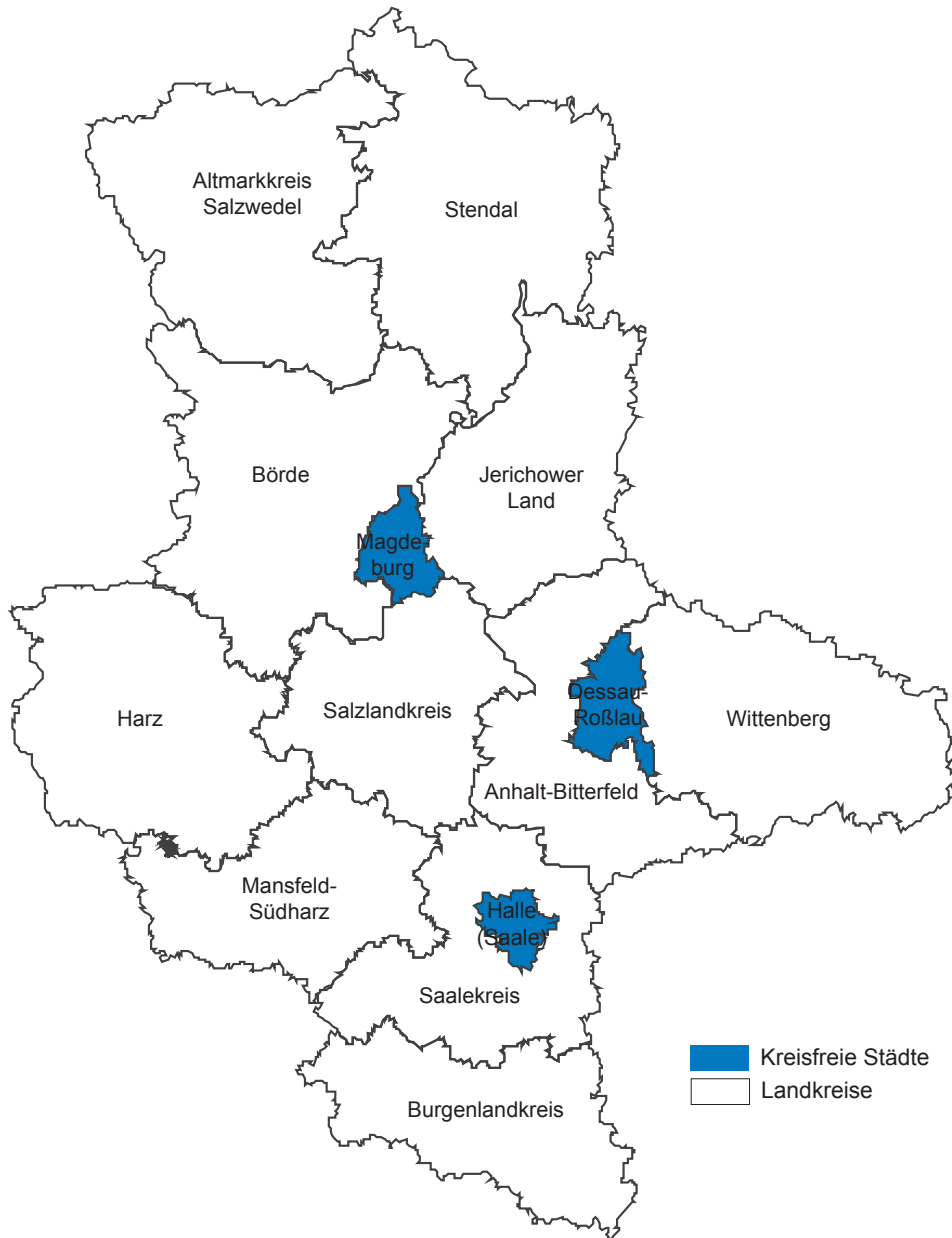 Altmarkkreis
Salzwedel
Stendal
Börde
Jerichower
Land
Magde-
burg
Harz
Salzlandkreis
Dessau-
Roßlau
Wittenberg
Anhalt-Bitterfeld
Mansfeld-
Südharz
Halle
(Saale)
Saalekreis
Burgenlandkreis
Kreisfreie Städte
Landkreise